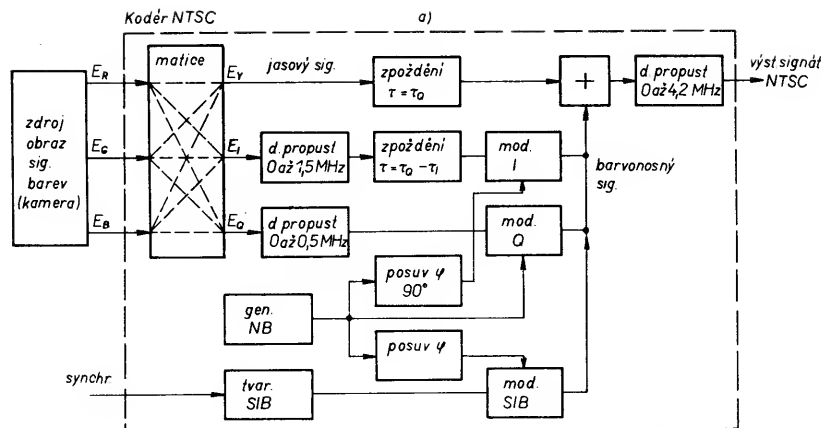 Kodér NTSC
a)
zdroj
obraz
sig.
barev
(kamera)
E_R
E_G
E_B
matice
E_Y
E_I
E_Q
jasový sig.
zpoždění
τ = τ_Q
+
d. propust
0 až 4,2 MHz
výst signát
NTSC
d. propust
0 až 1,5 MHz
zpoždění
τ = τ_Q - τ_I
mod.
I
barvonosný
sig.
d propust
0 až 0,5 MHz
mod.
Q
posuv φ
90°
gen.
NB
posuv φ
synchr.
tvar.
SIB
mod.
SIB